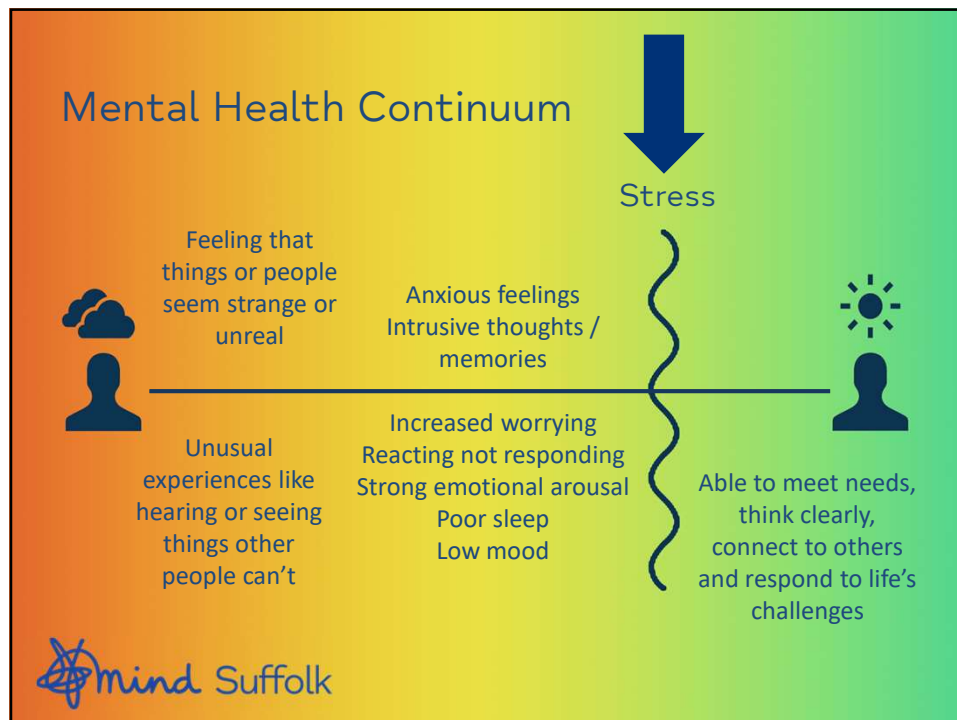 Mental Health Continuum
Stress
Feeling that
things or people
seem strange or
unreal
Anxious feelings
Intrusive thoughts /
memories
Unusual
experiences like
hearing or seeing
things other
people can’t
Increased worrying
Reacting not responding
Strong emotional arousal
Poor sleep
Low mood
Able to meet needs,
think clearly,
connect to others
and respond to life’s
challenges
mind Suffolk